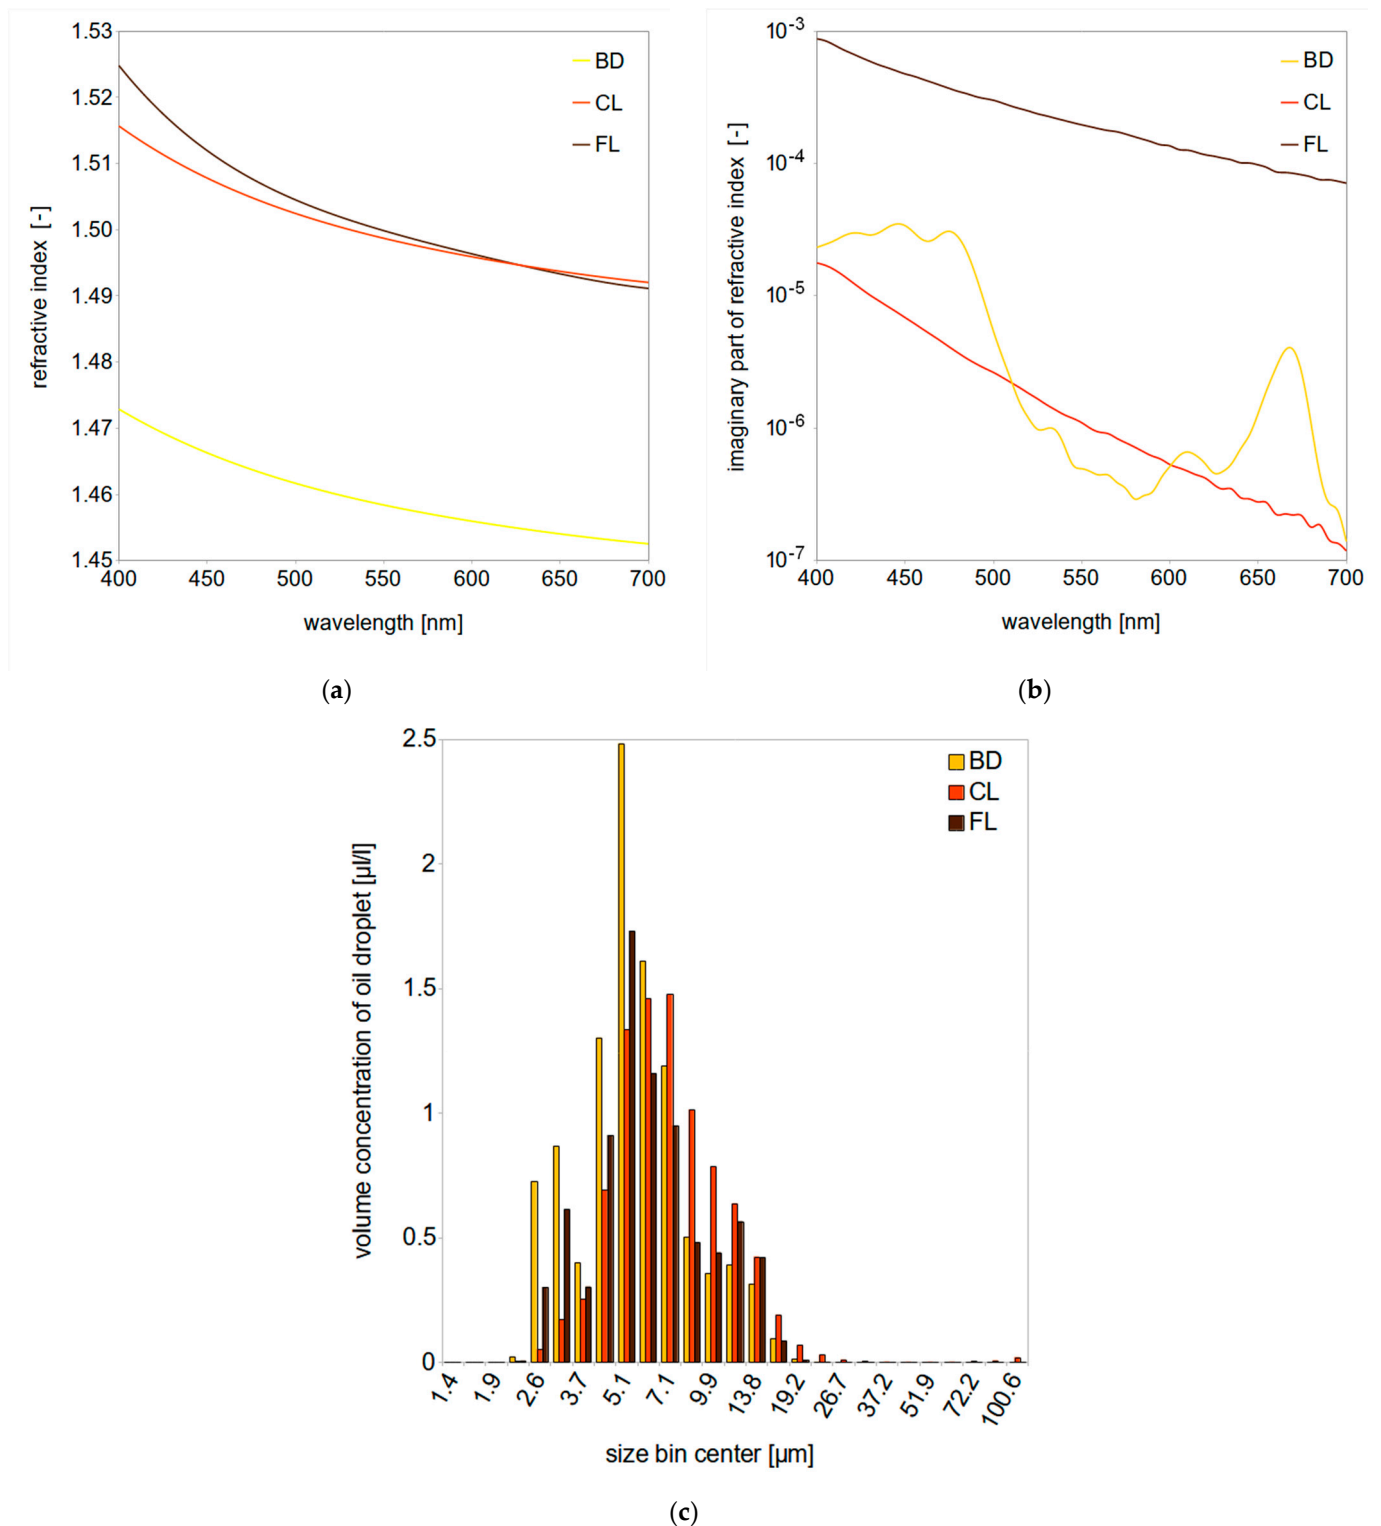 1.53
1.52
1.51
1.50
1.49
1.48
1.47
1.46
1.45
refractive index [-]
BD
CL
FL
400 450 500 550 600 650 700
wavelength [nm]
(a)
10-3
10-4
10-5
10-6
10-7
imaginary part of refractive index [-]
BD
CL
FL
400 450 500 550 600 650 700
wavelength [nm]
(b)
2.5
2
1.5
1
0.5
0
volume concentration of oil droplet [µl/l]
BD
CL
FL
1.4 1.9 2.6 3.7 5.1 7.1 9.9 13.8 19.2 26.7 37.2 51.9 72.2 100.6
size bin center [µm]
(c)